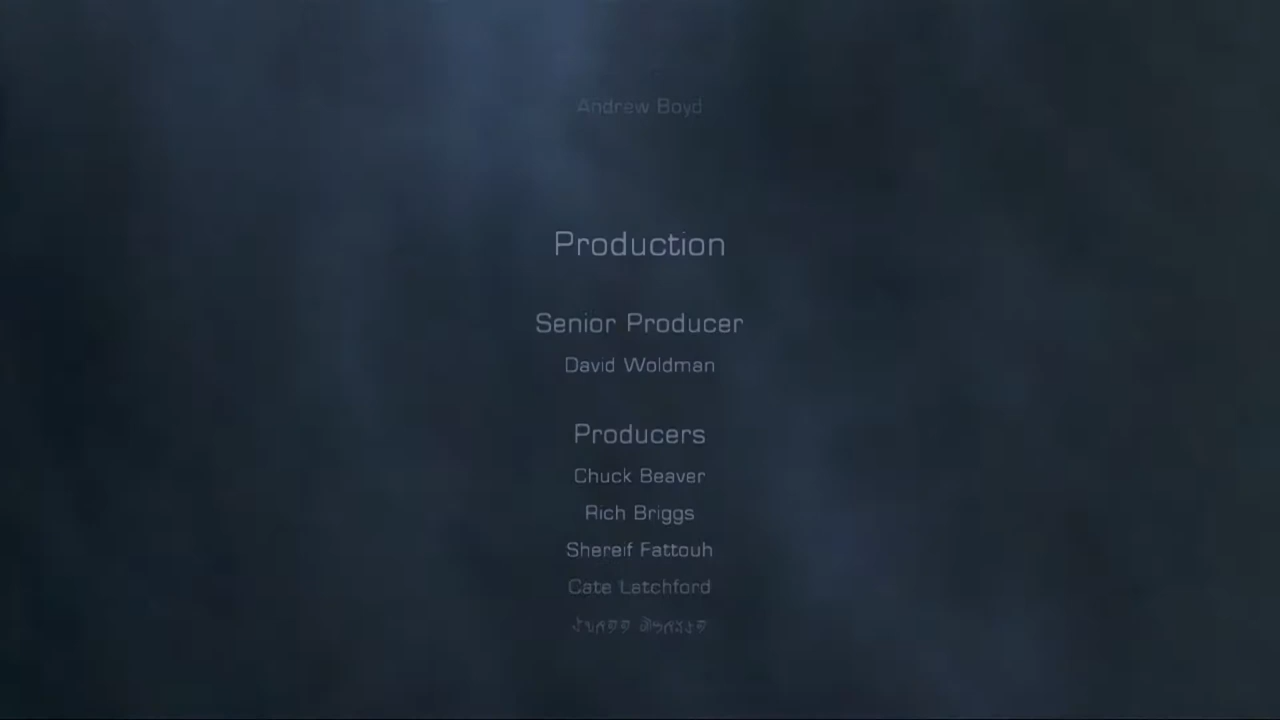 Andrew Boyd
Production
Senior Producer
David Woldman
Producers
Chuck Beaver
Rich Briggs
Shereif Fattouh
Cate Latchford